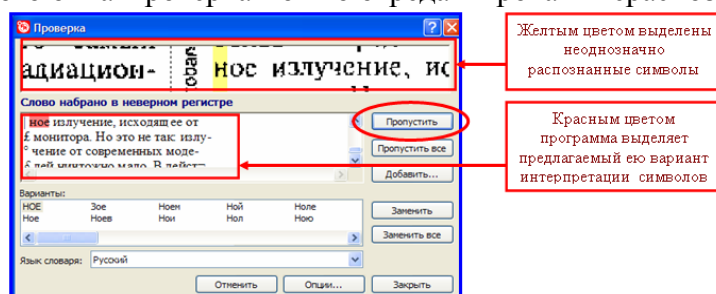 Проверка
адиацион-
ное излучение, ис
Слово набрано в неверном регистре
ное излучение, исходящее от
£ монитора. Но это не так: излу-
° чение от современных моде-
Пропустить
Пропустить все
Добавить...
Варианты:
НОЕ Зое Ноен Ной Ноле
Ное Ноев Нои Нол Ною
Заменить
Заменить все
Язык словаря: Русский
Отменить Опции... Закрыть
Желтым цветом выделены
неоднозначно
распознанные символы
Красным цветом
программа выделяет
предлагаемый ею вариант
интерпретации символов